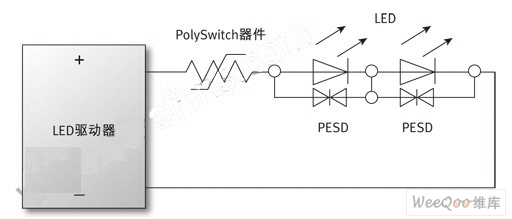 LED
PolySwitch器件
+
LED驱动器
PESD
PESD
−
WeeQoo维库